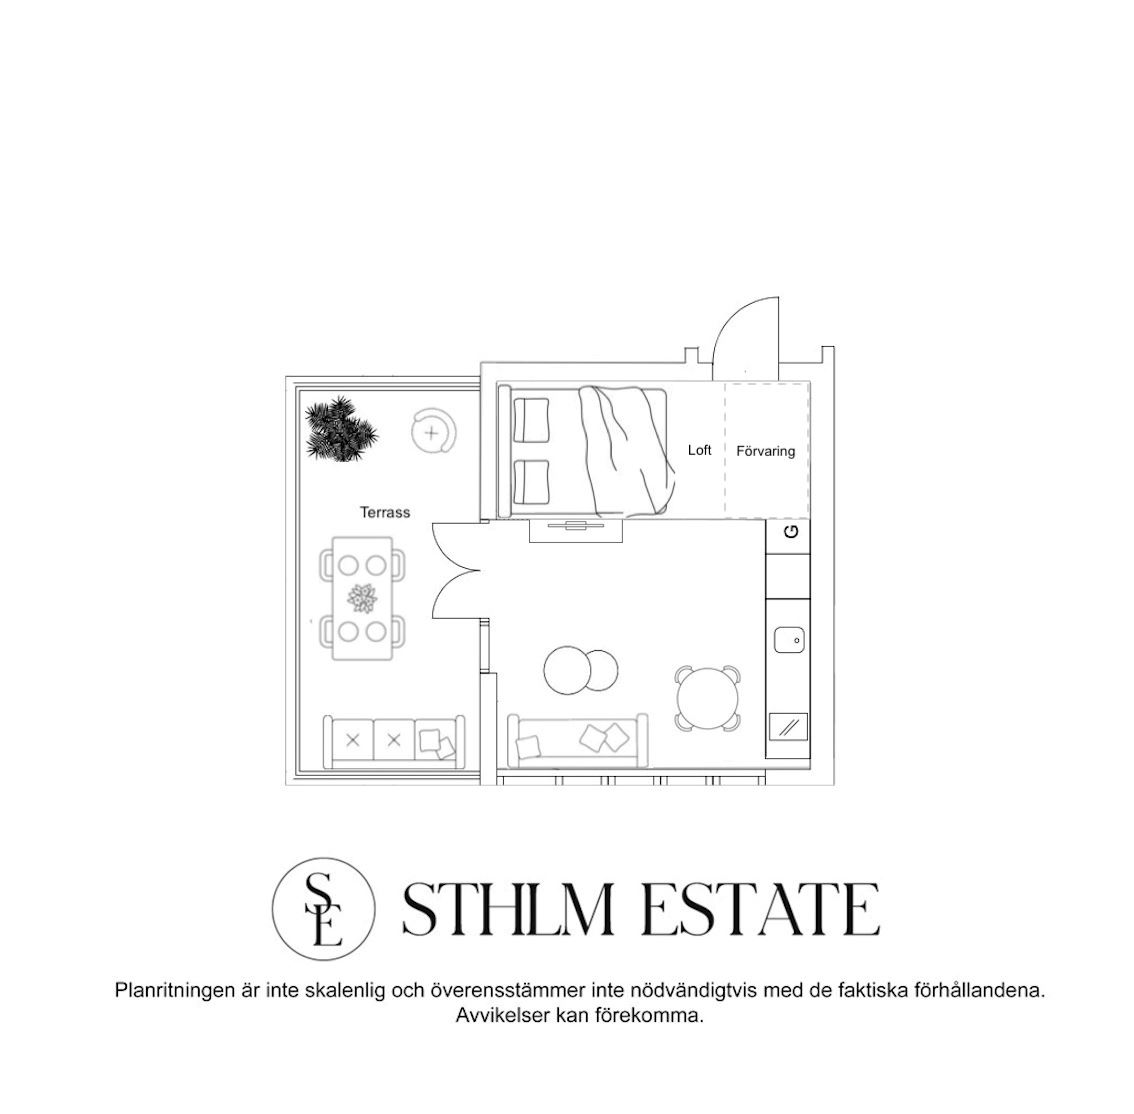 Loft
Förvaring
Terrass
G
SE
STHLM ESTATE
Planritningen är inte skalenlig och överensstämmer inte nödvändigtvis med de faktiska förhållandena.
Avvikelser kan förekomma.